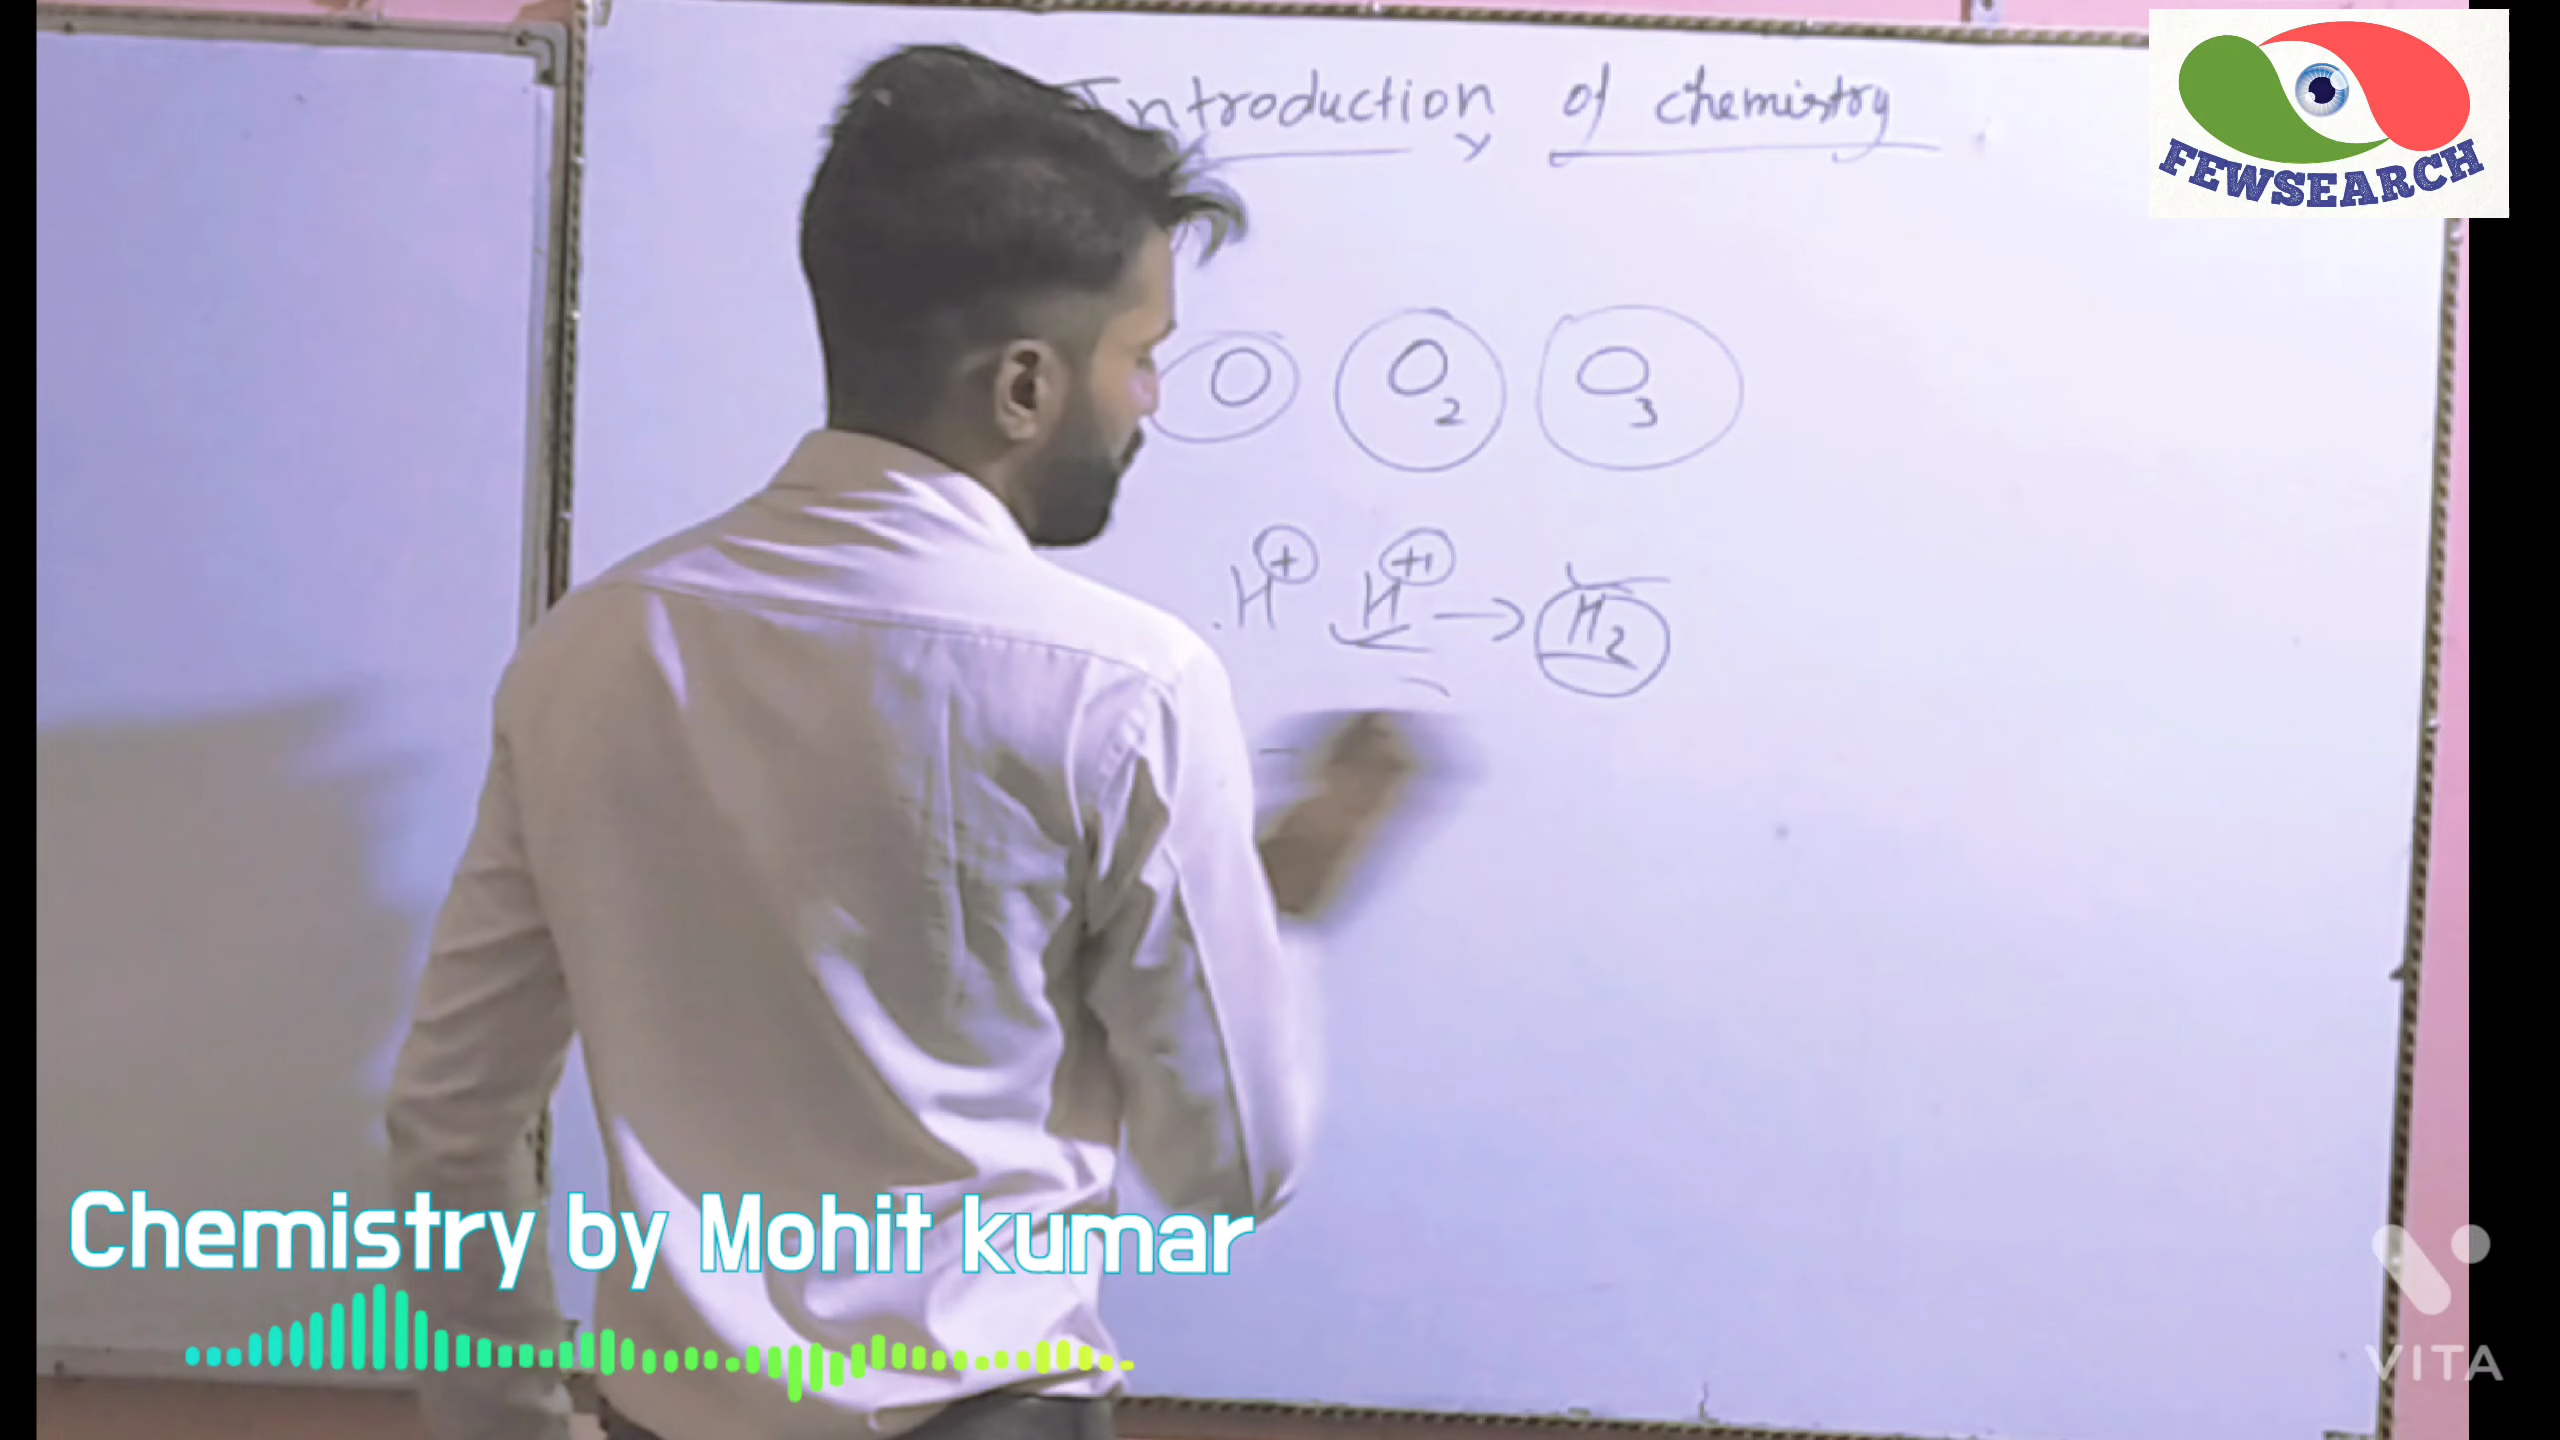 Introduction of chemistry
FEWSEARCH
O O2 O3
H+ H+1 → H2
Chemistry by Mohit kumar
VITA